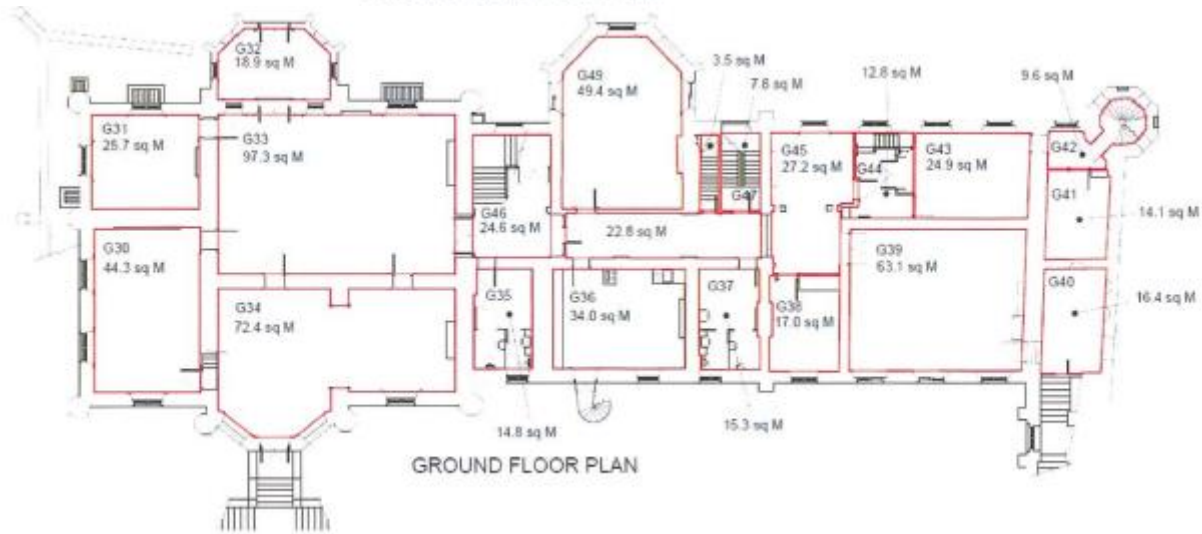 G32
18.9 sq M
G49
49.4 sq M
3.5 sq M
7.6 sq M
12.8 sq M
9.6 sq M
G31
25.7 sq M
G33
97.3 sq M
G45
27.2 sq M
G44
G43
24.9 sq M
G42
G41
G47
G46
24.6 sq M
22.8 sq M
14.1 sq M
G30
44.3 sq M
G39
63.1 sq M
G34
72.4 sq M
G35
G36
34.0 sq M
G37
G38
17.0 sq M
G40
16.4 sq M
14.8 sq M
15.3 sq M
GROUND FLOOR PLAN